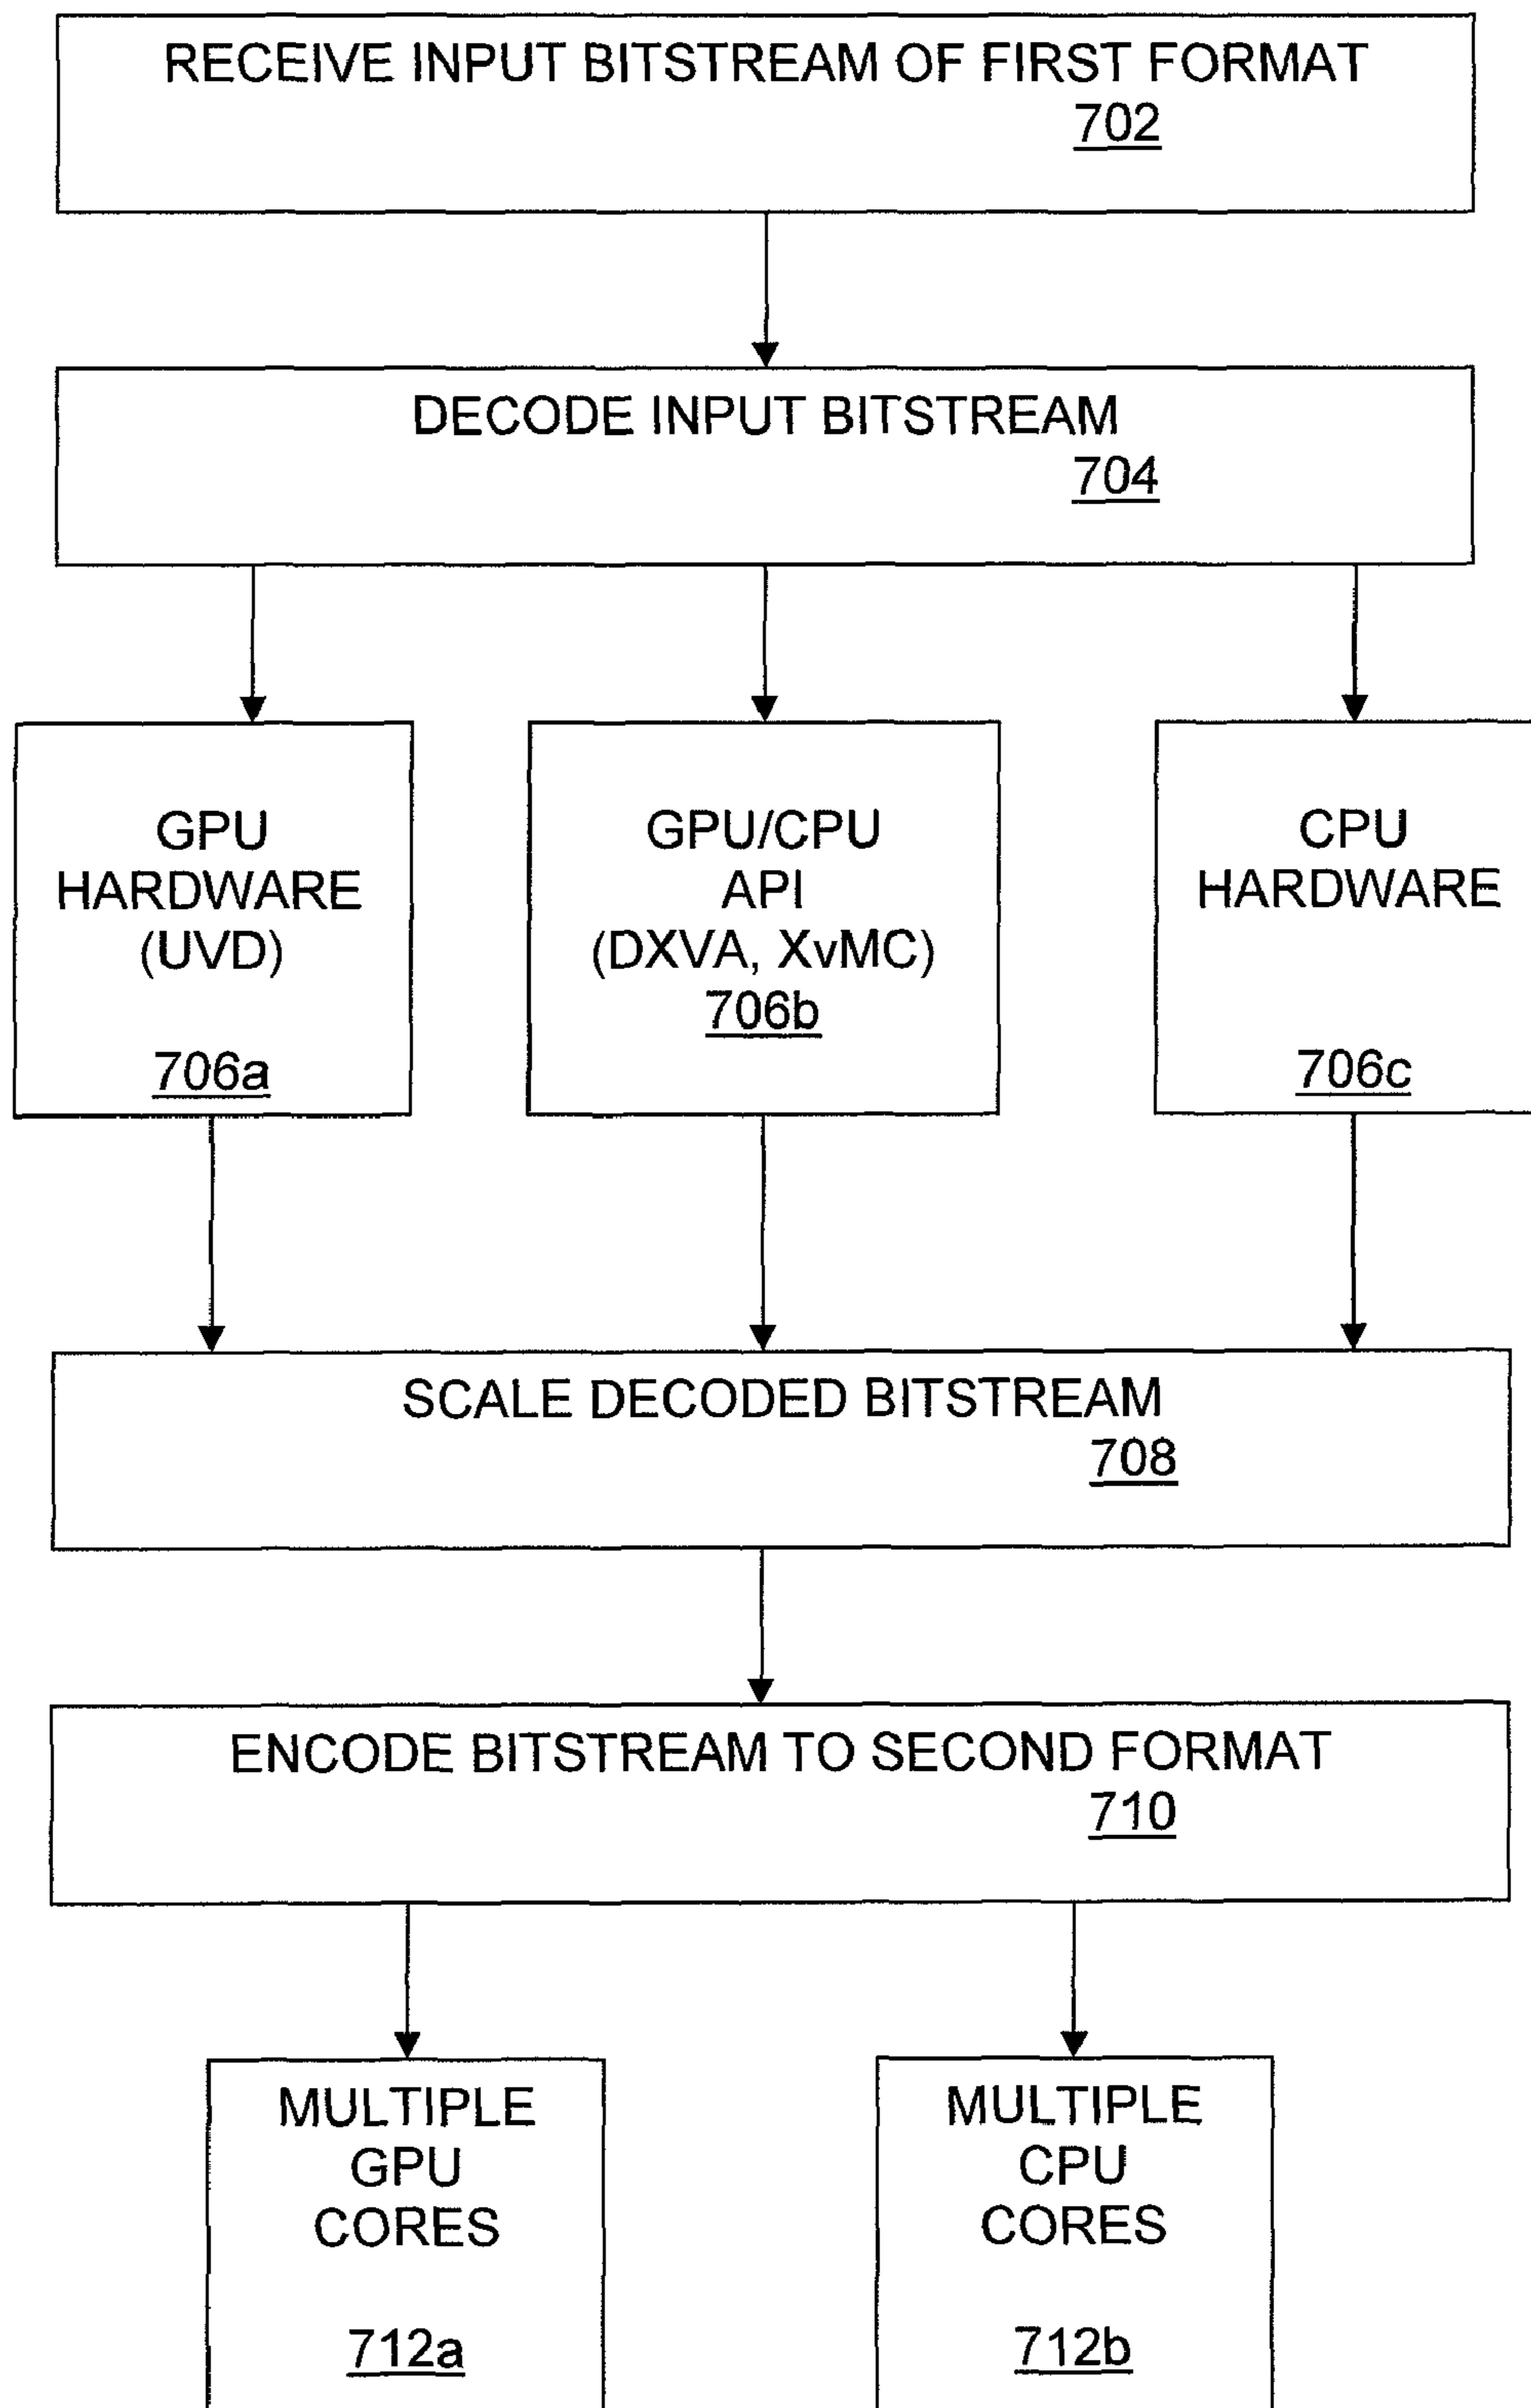 RECEIVE INPUT BITSTREAM OF FIRST FORMAT
702
DECODE INPUT BITSTREAM
704
GPU
HARDWARE
(UVD)
706a
GPU/CPU
API
(DXVA, XvMC)
706b
CPU
HARDWARE
706c
SCALE DECODED BITSTREAM
708
ENCODE BITSTREAM TO SECOND FORMAT
710
MULTIPLE
GPU
CORES
712a
MULTIPLE
CPU
CORES
712b